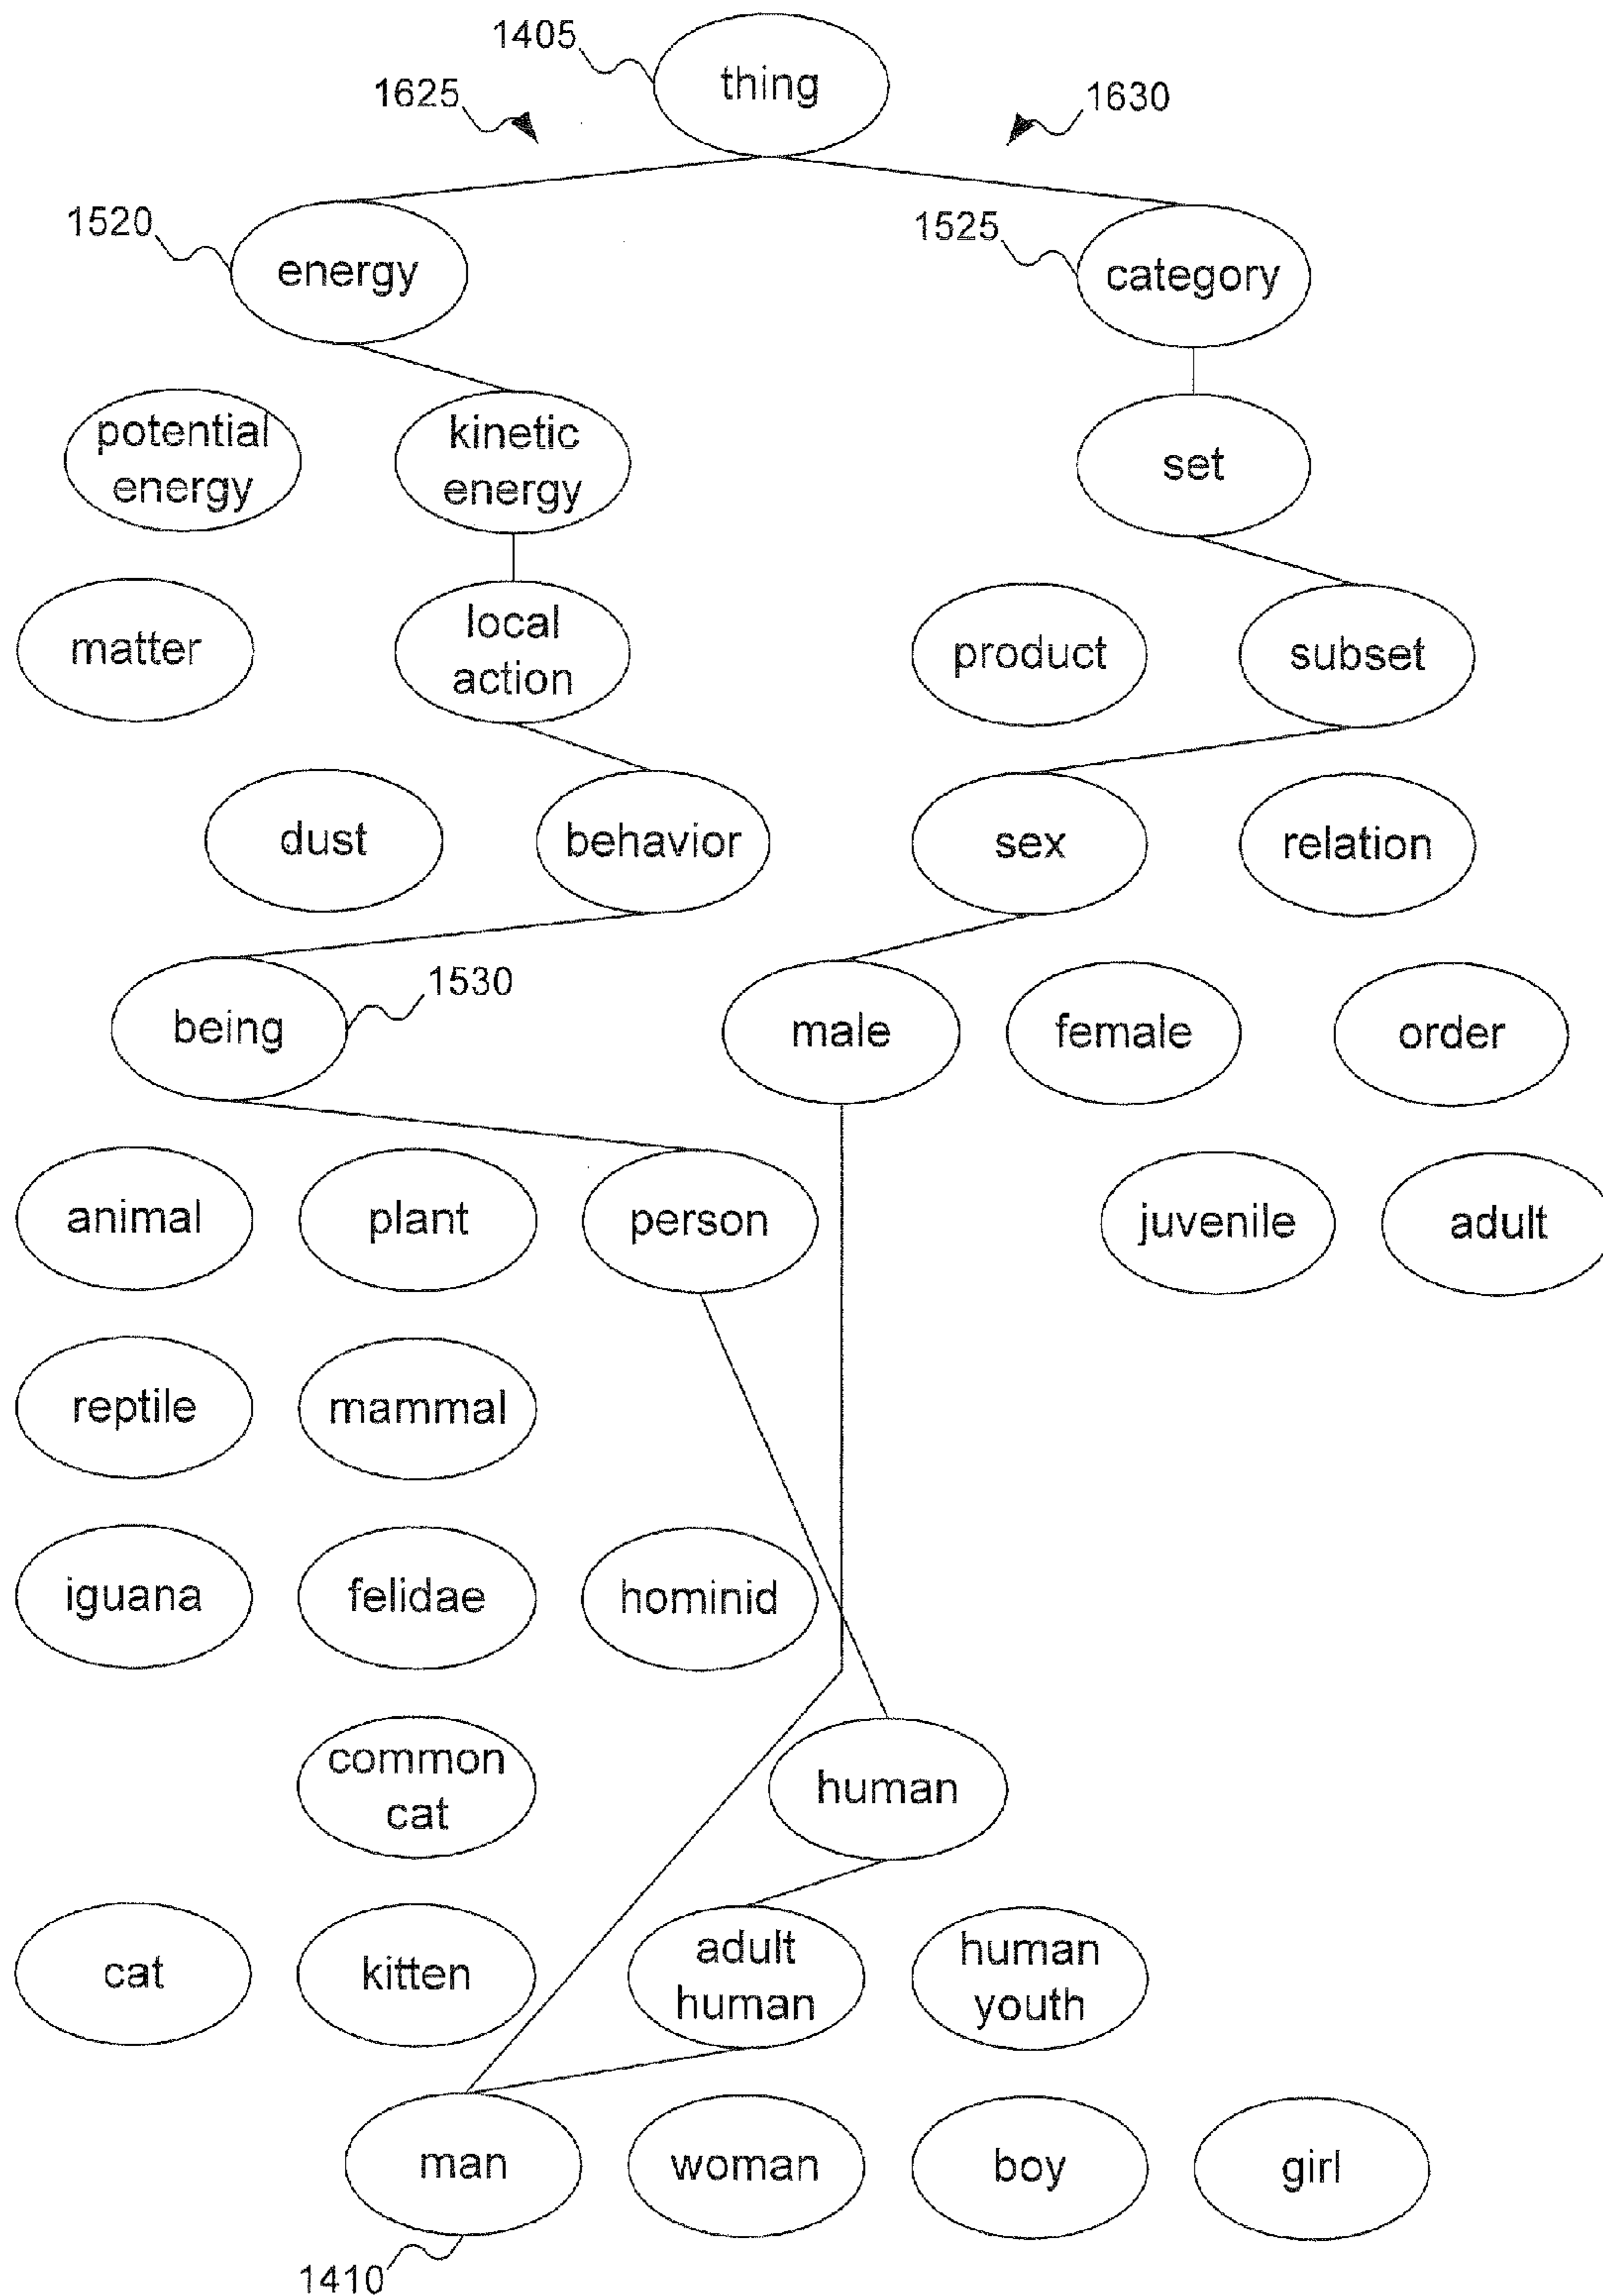 1405
thing
1625
1630
1520
energy
1525
category
potential
energy
kinetic
energy
set
matter
local
action
product
subset
dust
behavior
sex
relation
being
1530
male
female
order
animal
plant
person
juvenile
adult
reptile
mammal
iguana
felidae
hominid
common
cat
human
cat
kitten
adult
human
human
youth
man
woman
boy
girl
1410